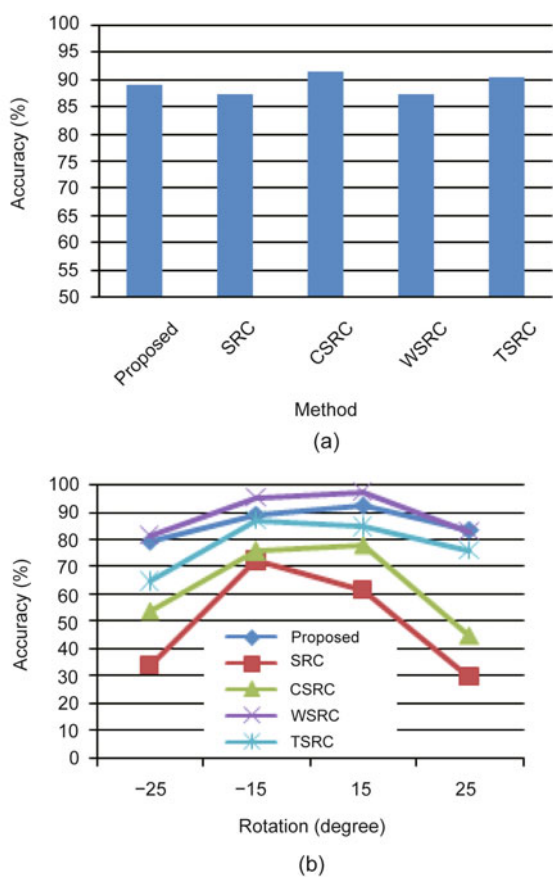 100
95
90
85
80
75
70
65
60
55
50
Accuracy (%)
Proposed
SRC
CSRC
WSRC
TSRC
Method
(a)
100
90
80
70
60
50
40
30
20
10
0
Accuracy (%)
Proposed
SRC
CSRC
WSRC
TSRC
−25
−15
15
25
Rotation (degree)
(b)